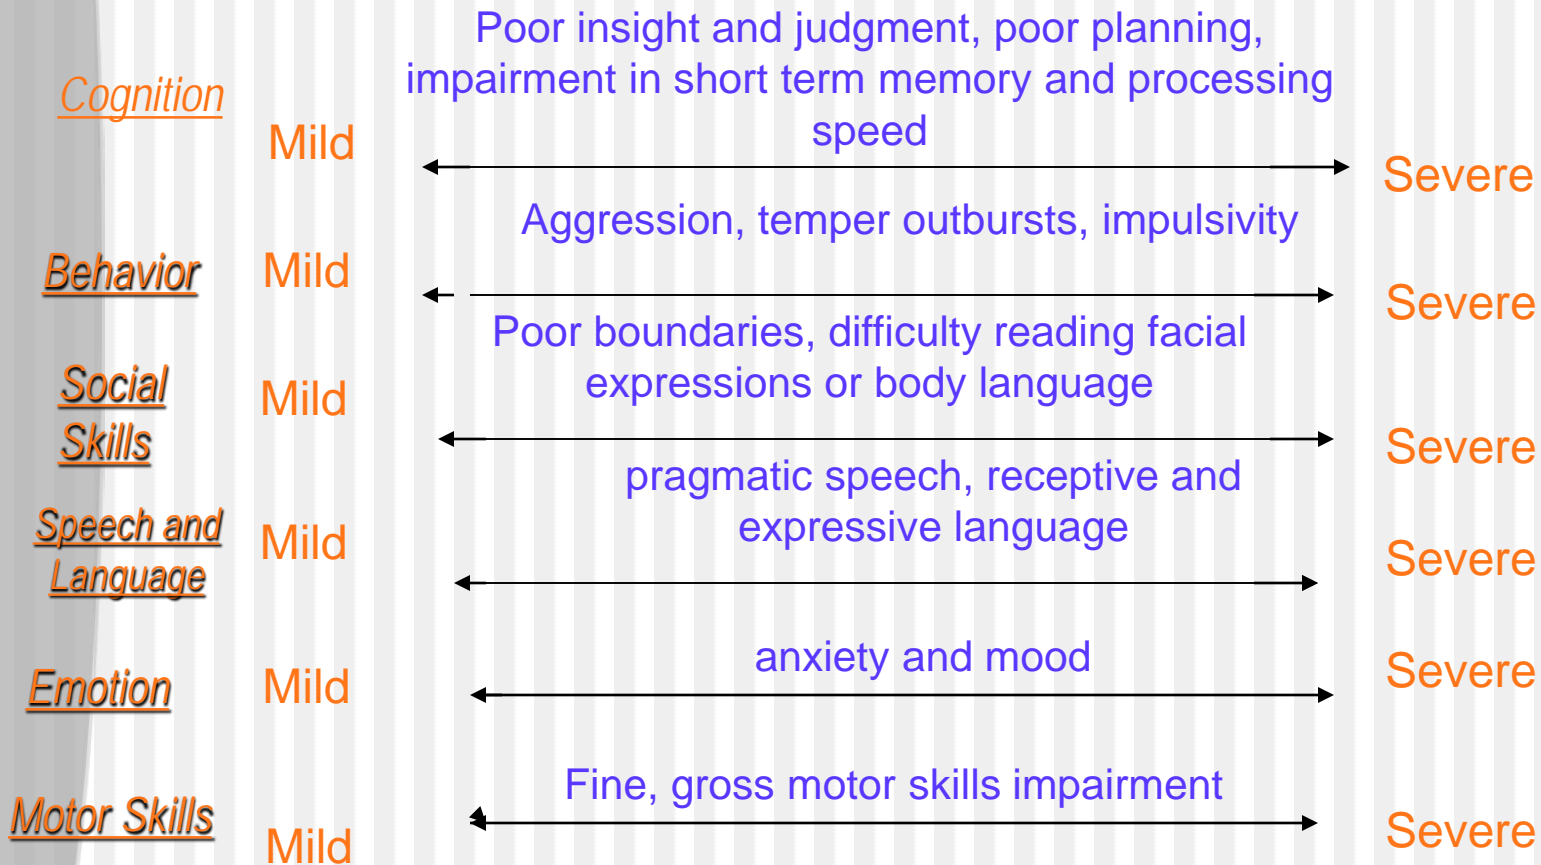 Poor insight and judgment, poor planning,
impairment in short term memory and processing
speed
Cognition
Mild
Severe
Aggression, temper outbursts, impulsivity
Behavior
Mild
Severe
Poor boundaries, difficulty reading facial
expressions or body language
Social
Skills
Mild
Severe
pragmatic speech, receptive and
expressive language
Speech and
Language
Mild
Severe
anxiety and mood
Emotion
Mild
Severe
Fine, gross motor skills impairment
Motor Skills
Mild
Severe